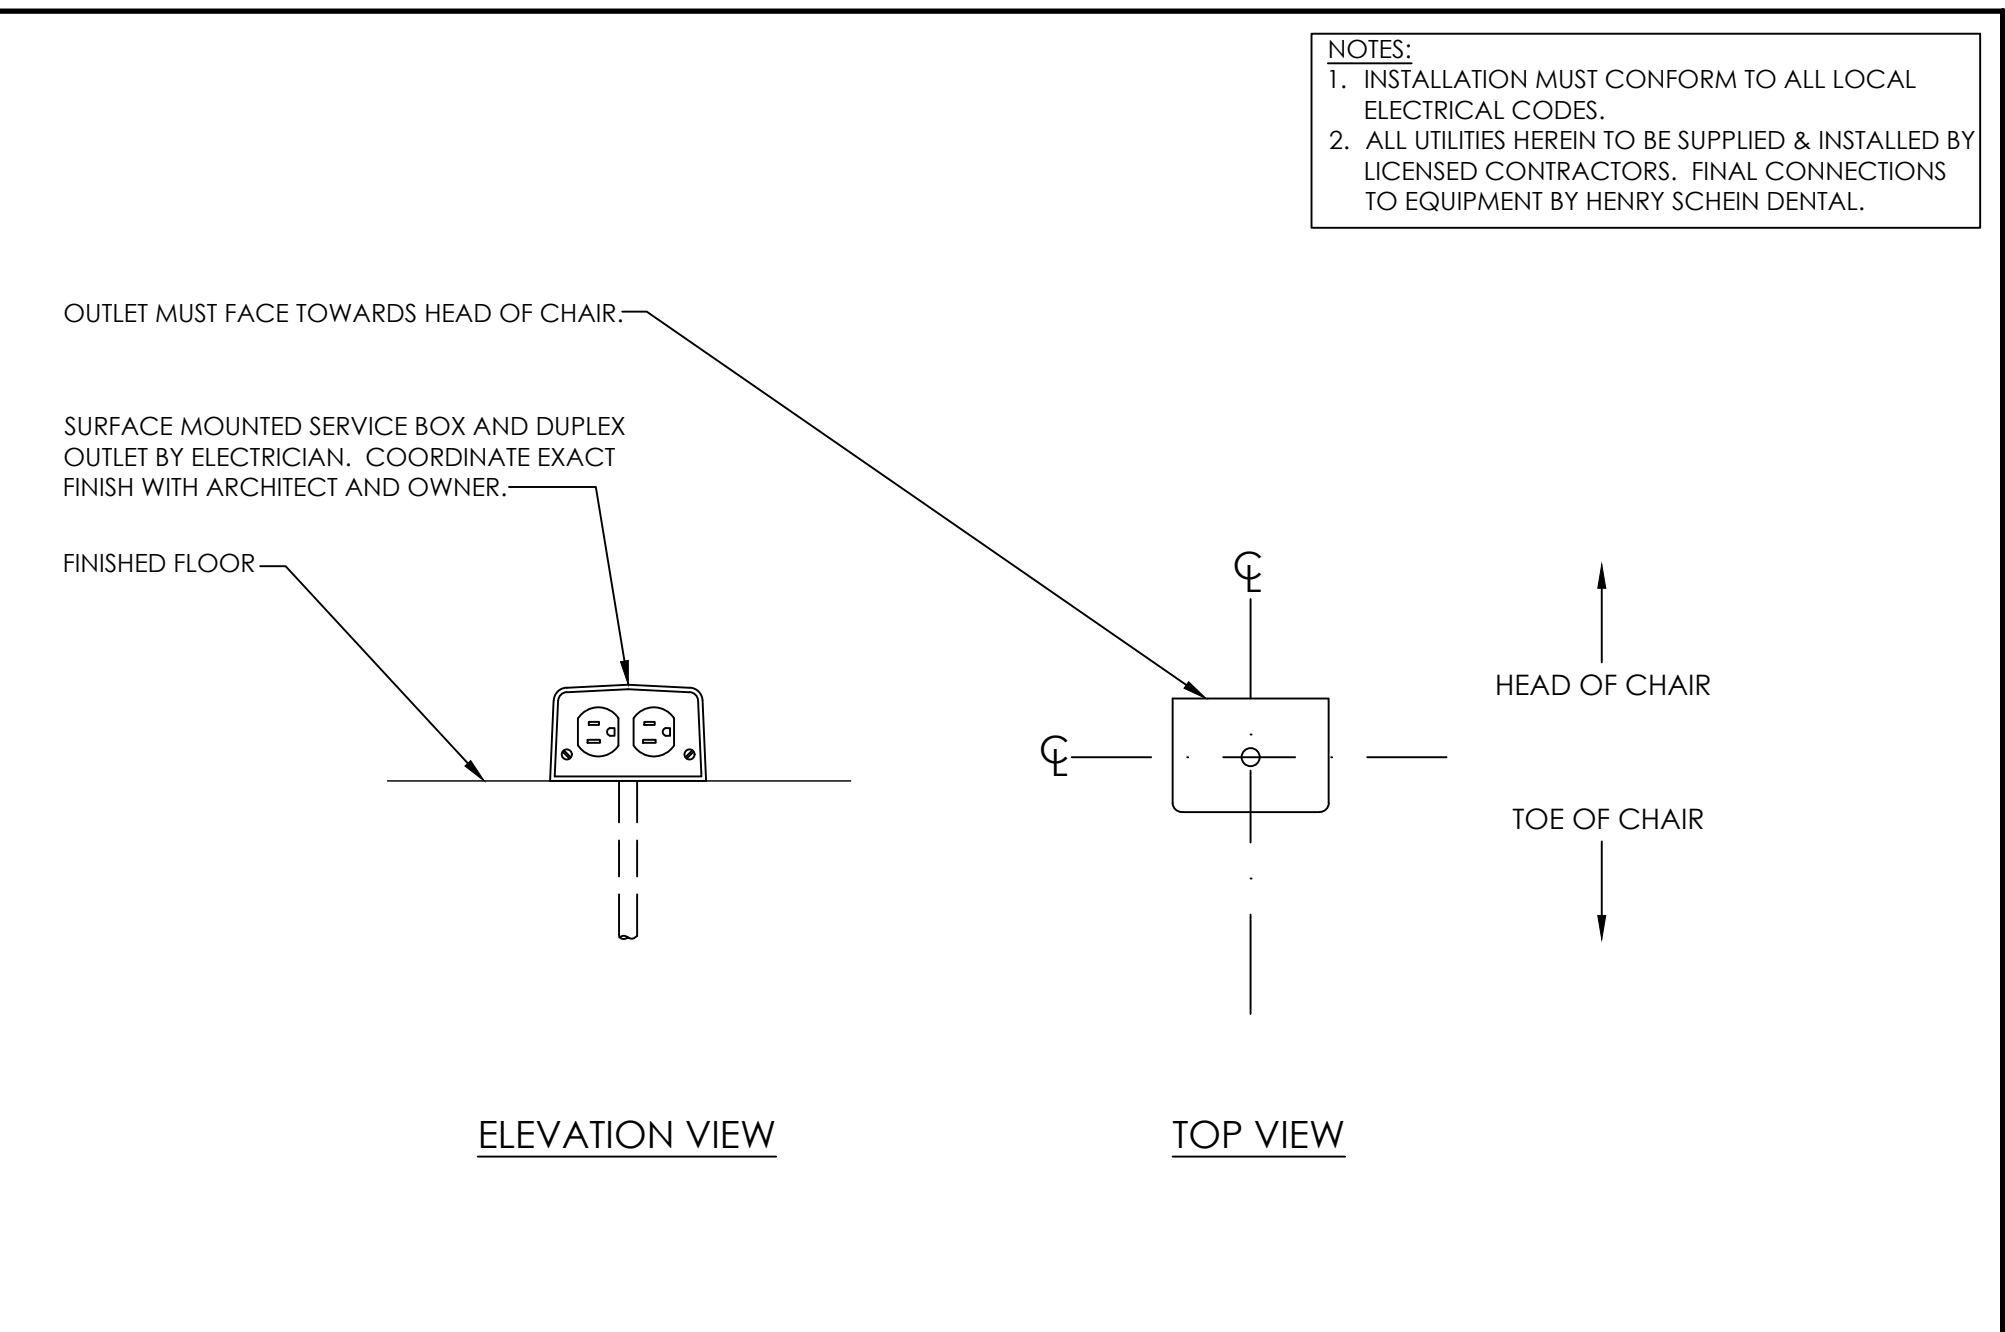 NOTES:
1. INSTALLATION MUST CONFORM TO ALL LOCAL
ELECTRICAL CODES.
2. ALL UTILITIES HEREIN TO BE SUPPLIED & INSTALLED BY
LICENSED CONTRACTORS. FINAL CONNECTIONS
TO EQUIPMENT BY HENRY SCHEIN DENTAL.
OUTLET MUST FACE TOWARDS HEAD OF CHAIR.
SURFACE MOUNTED SERVICE BOX AND DUPLEX
OUTLET BY ELECTRICIAN. COORDINATE EXACT
FINISH WITH ARCHITECT AND OWNER.
FINISHED FLOOR
℄
HEAD OF CHAIR
℄
TOE OF CHAIR
ELEVATION VIEW
TOP VIEW